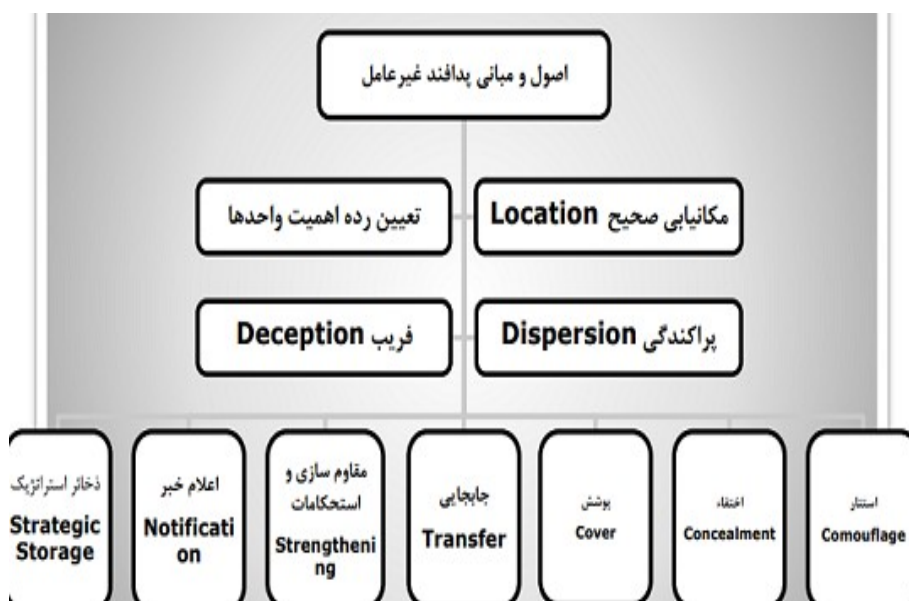 اصول و مبانی پدافند غیرعامل
مکانیابی صحیح Location
تعیین رده اهمیت واحدها
پراکندگی Dispersion
فریب Deception
استتار
Comouflage
اختفاء
Concealment
پوشش
Cover
جابجایی
Transfer
مقاوم سازی و
استحکامات
Strengtheni
ng
اعلام خبر
Notificati
on
ذخائر استراتژیک
Strategic
Storage